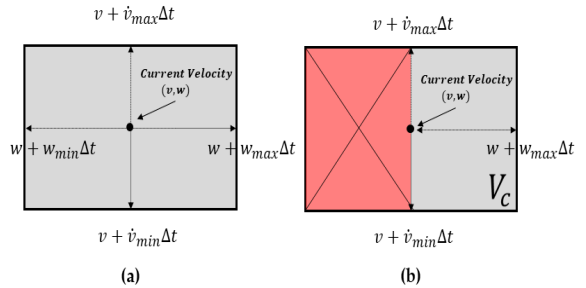 v + v̇_max Δt
Current Velocity
(v,w)
w + w_min Δt
w + w_max Δt
v + v̇_min Δt
(a)
v + v̇_max Δt
Current Velocity
(v,w)
w + w_max Δt
V_c
v + v̇_min Δt
(b)